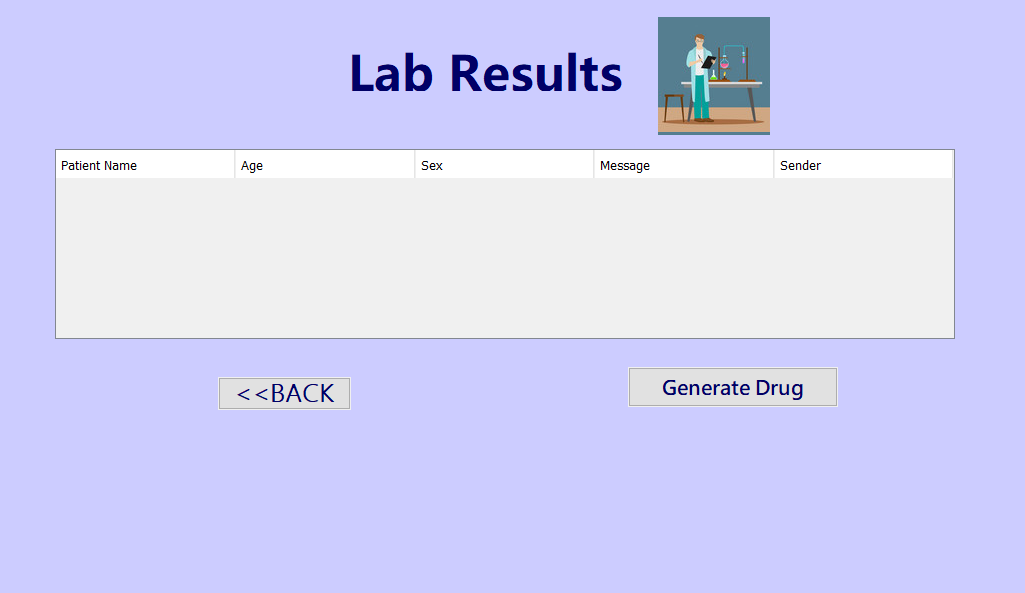 Lab Results
Patient Name Age Sex Message Sender
<<BACK Generate Drug